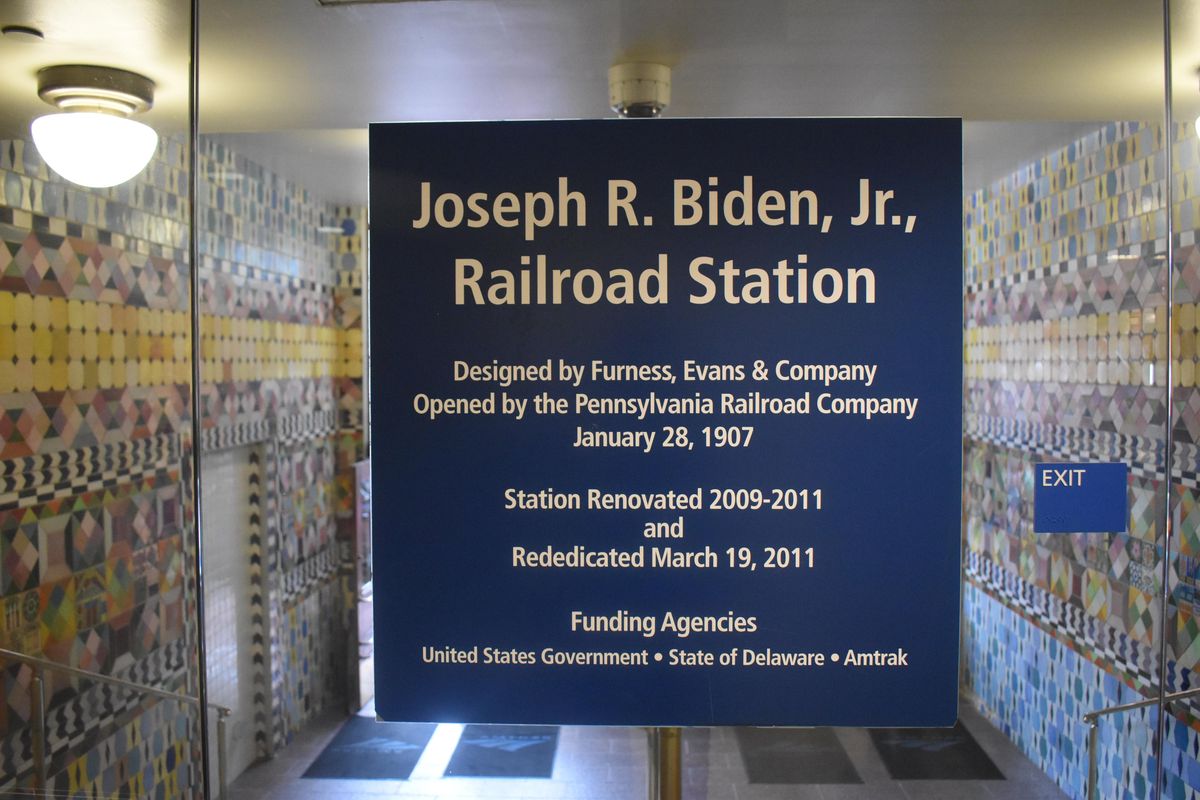 Joseph R. Biden, Jr.,
Railroad Station
Designed by Furness, Evans & Company
Opened by the Pennsylvania Railroad Company
January 28, 1907
Station Renovated 2009-2011
and
Rededicated March 19, 2011
Funding Agencies
United States Government • State of Delaware • Amtrak
EXIT